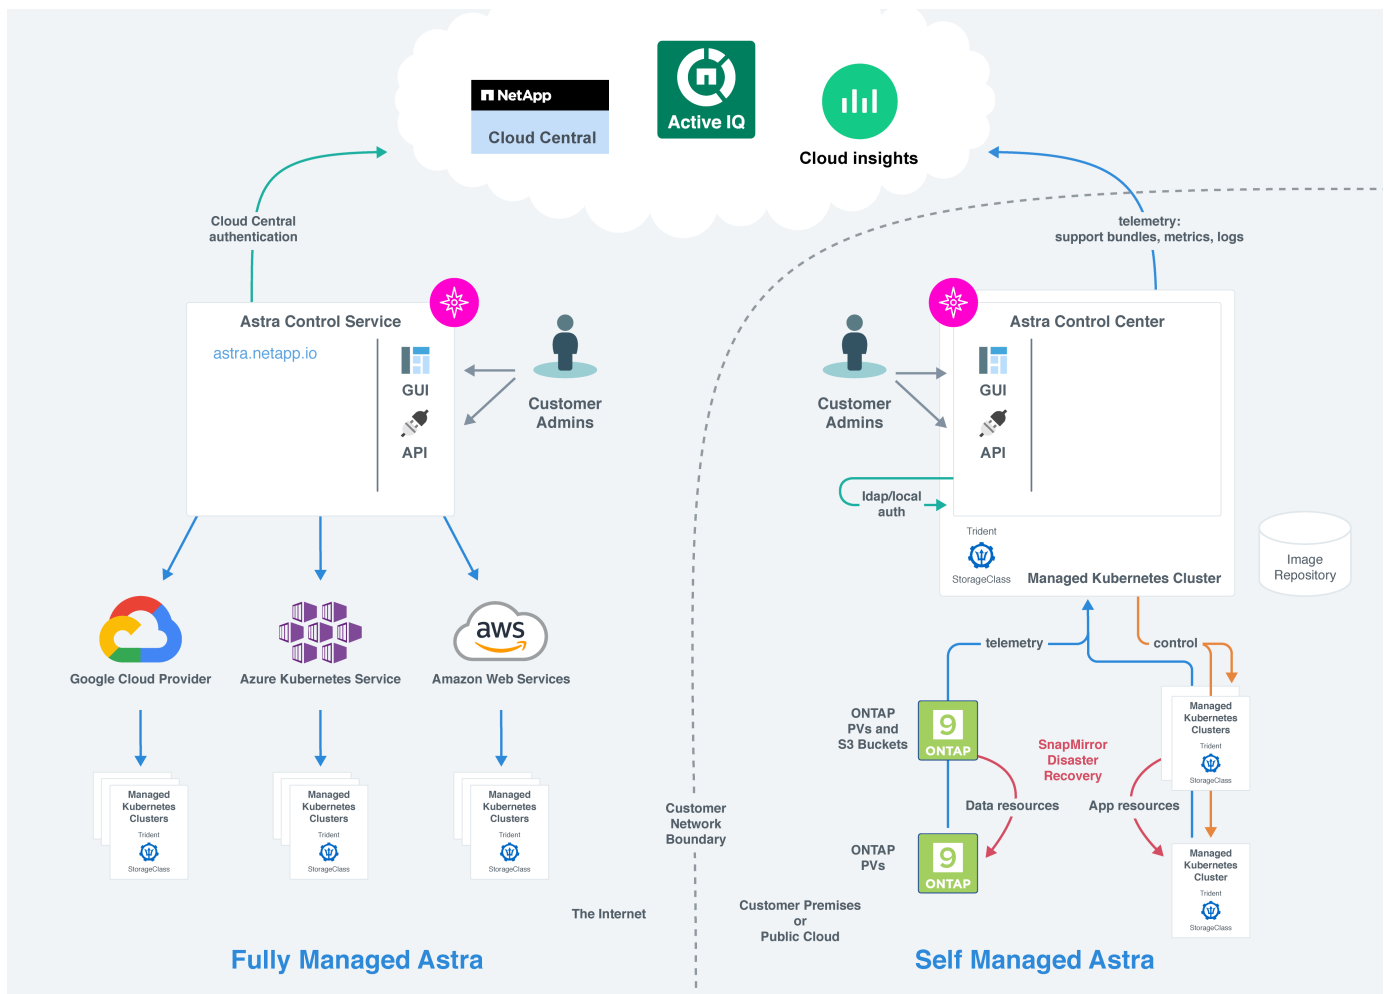 NetApp
Cloud Central
Active IQ
Cloud insights
Cloud Central
authentication
telemetry:
support bundles, metrics, logs
Astra Control Service
astra.netapp.io
GUI
API
Customer
Admins
Customer
Admins
Astra Control Center
GUI
API
ldap/local
auth
Trident
StorageClass
Managed Kubernetes Cluster
Image
Repository
Google Cloud Provider
Azure Kubernetes Service
aws
Amazon Web Services
Managed
Kubernetes
Clusters
Trident
StorageClass
Managed
Kubernetes
Clusters
Trident
StorageClass
Managed
Kubernetes
Clusters
Trident
StorageClass
telemetry
control
ONTAP
PVs and
S3 Buckets
9
ONTAP
SnapMirror
Disaster
Recovery
Managed
Kubernetes
Clusters
Trident
StorageClass
Data resources
App resources
Customer
Network
Boundary
ONTAP
PVs
9
ONTAP
Managed
Kubernetes
Cluster
Trident
StorageClass
The Internet
Customer Premises
or
Public Cloud
Fully Managed Astra
Self Managed Astra